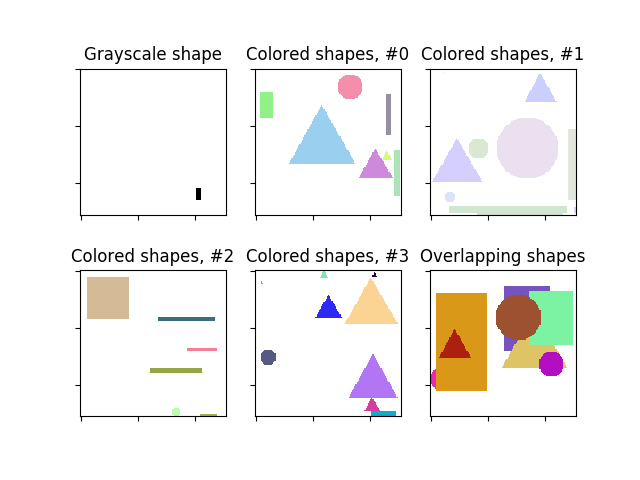 Grayscale shape
Colored shapes, #0
Colored shapes, #1
Colored shapes, #2
Colored shapes, #3
Overlapping shapes